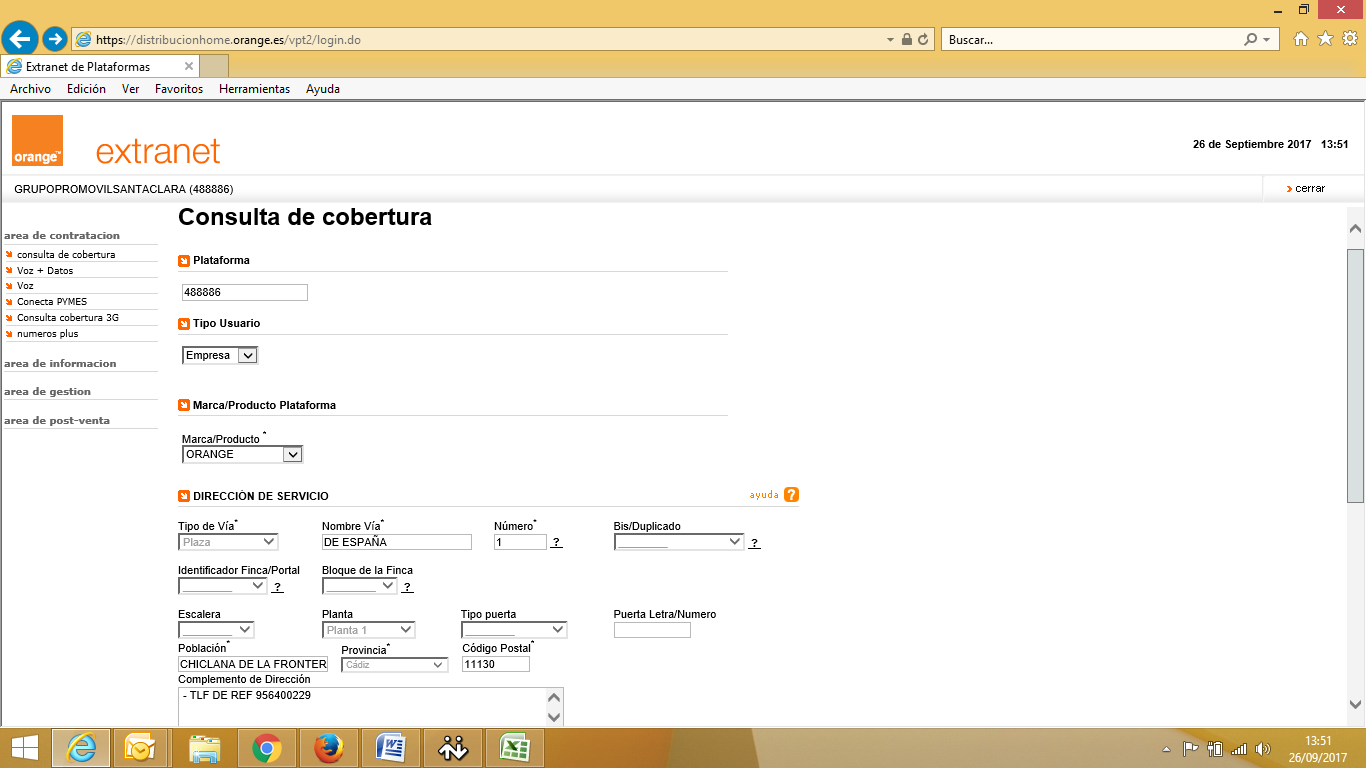 https://distribucionhome.orange.es/vpt2/login.do
Buscar...
Extranet de Plataformas
Archivo Edición Ver Favoritos Herramientas Ayuda
orange™
extranet
26 de Septiembre 2017 13:51
GRUPOPROMOVILSANTACLARA (488886)
cerrar
Consulta de cobertura
area de contratacion
consulta de cobertura
Voz + Datos
Voz
Conecta PYMES
Consulta cobertura 3G
numeros plus
area de informacion
area de gestion
area de post-venta
Plataforma
488886
Tipo Usuario
Empresa
Marca/Producto Plataforma
Marca/Producto *
ORANGE
DIRECCIÓN DE SERVICIO
ayuda ?
Tipo de Vía* Nombre Vía* Número* Bis/Duplicado
Plaza DE ESPAÑA 1 ? ________ ?
Identificador Finca/Portal Bloque de la Finca
________ ? ________ ?
Escalera Planta Tipo puerta Puerta Letra/Numero
________ Planta 1 ________
Población* Provincia* Código Postal*
CHICLANA DE LA FRONTER Cádiz 11130
Complemento de Dirección
- TLF DE REF 956400229
13:51
26/09/2017